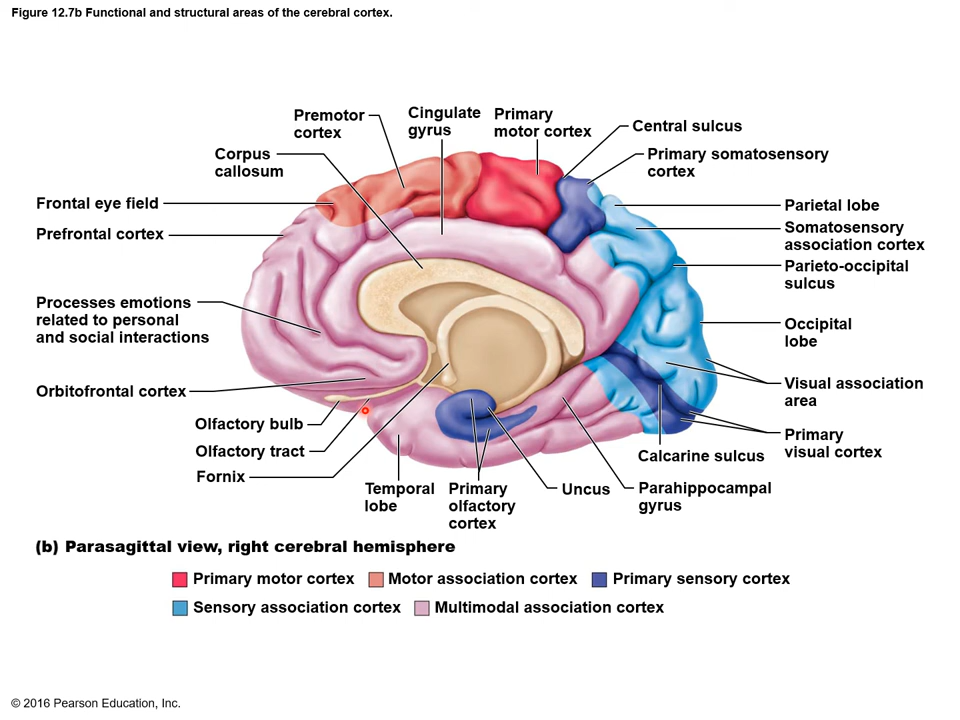 Figure 12.7b Functional and structural areas of the cerebral cortex.
Premotor
cortex
Cingulate
gyrus
Primary
motor cortex
Central sulcus
Corpus
callosum
Primary somatosensory
cortex
Frontal eye field
Parietal lobe
Prefrontal cortex
Somatosensory
association cortex
Parieto-occipital
sulcus
Processes emotions
related to personal
and social interactions
Occipital
lobe
Orbitofrontal cortex
Visual association
area
Olfactory bulb
Olfactory tract
Primary
visual cortex
Calcarine sulcus
Fornix
Temporal
lobe
Primary
olfactory
cortex
Uncus
Parahippocampal
gyrus
(b) Parasagittal view, right cerebral hemisphere
Primary motor cortex
Motor association cortex
Primary sensory cortex
Sensory association cortex
Multimodal association cortex
© 2016 Pearson Education, Inc.